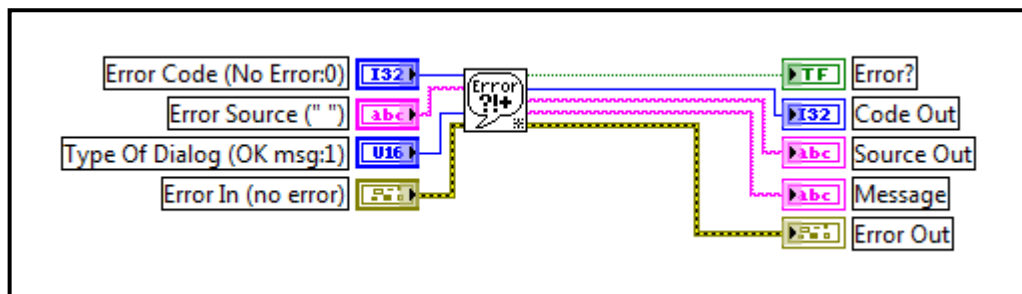 Error Code (No Error:0) I32 TF Error?
Error Source (" ") abc Error ?!+ I32 Code Out
Type Of Dialog (OK msg:1) U16 abc Source Out
Error In (no error) abc Message
Error Out